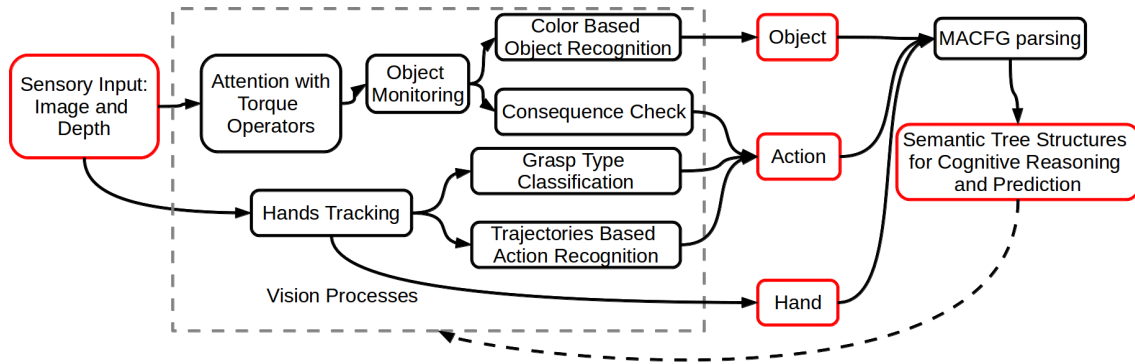 Sensory Input:
Image and
Depth
Attention with
Torque
Operators
Object
Monitoring
Color Based
Object Recognition
Consequence Check
Hands Tracking
Grasp Type
Classification
Trajectories Based
Action Recognition
Vision Processes
Object
Action
Hand
MACFG parsing
Semantic Tree Structures
for Cognitive Reasoning
and Prediction